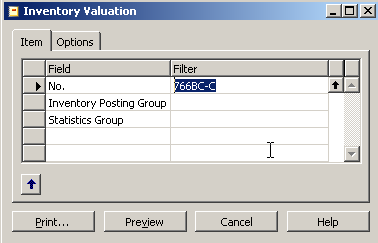 Inventory Valuation
Item Options
Field Filter
No. 766BC-C
Inventory Posting Group
Statistics Group
Print... Preview Cancel Help